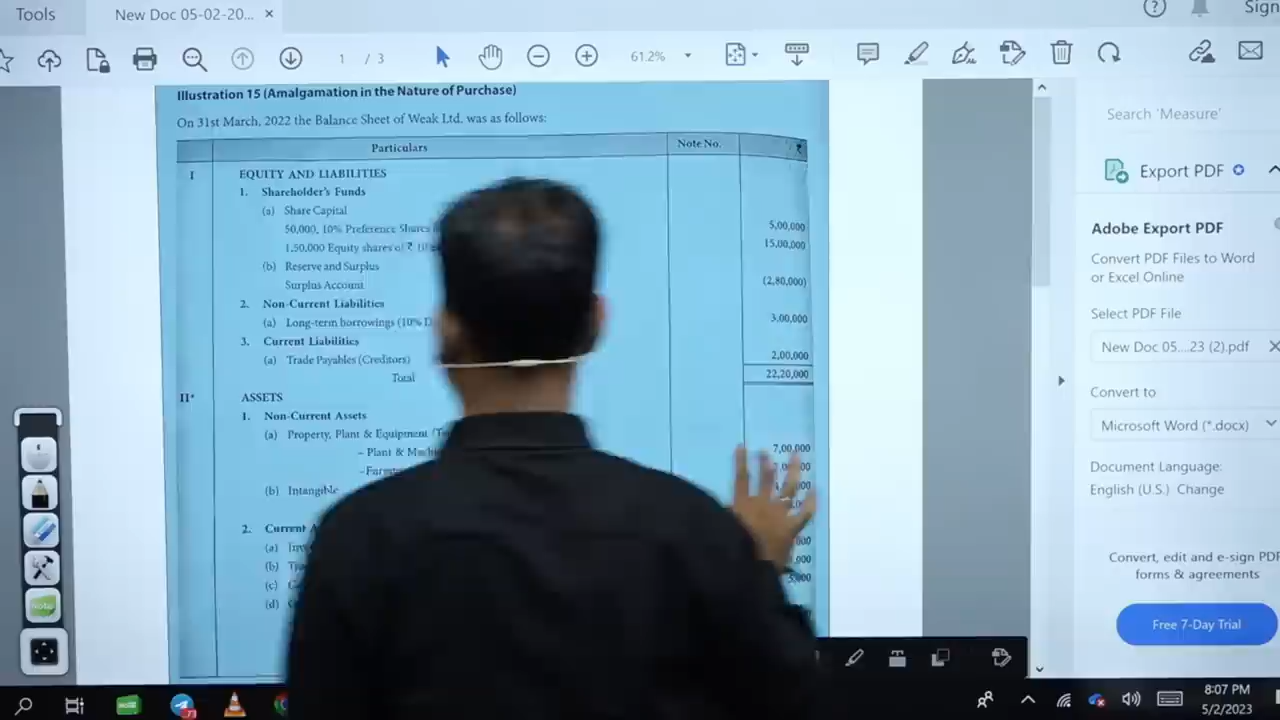 Tools
New Doc 05-02-20... ×
Sign
1 / 3
61.2%
Illustration 15 (Amalgamation in the Nature of Purchase)
On 31st March, 2022 the Balance Sheet of Weak Ltd. was as follows:
Particulars Note No. ₹
I EQUITY AND LIABILITIES
1. Shareholder's Funds
(a) Share Capital
50,000, 10% Preference Shares 5,00,000
1,50,000 Equity shares of ₹ 15,00,000
(b) Reserve and Surplus
Surplus Account (2,80,000)
2. Non-Current Liabilities
(a) Long-term borrowings (10% 3,00,000
3. Current Liabilities
(a) Trade Payables (Creditors) 2,00,000
Total 22,20,000
II ASSETS
1. Non-Current Assets
(a) Property, Plant & Equipment
- Plant & 7,00,000
(b) Intangible
2. Current
(a)
(b)
(c)
(d)
Search 'Measure'
Export PDF
Adobe Export PDF
Convert PDF Files to Word
or Excel Online
Select PDF File
New Doc 05....23 (2).pdf ×
Convert to
Microsoft Word (*.docx)
Document Language:
English (U.S.) Change
Convert, edit and e-sign PDF
forms & agreements
Free 7-Day Trial
8:07 PM
5/2/2023